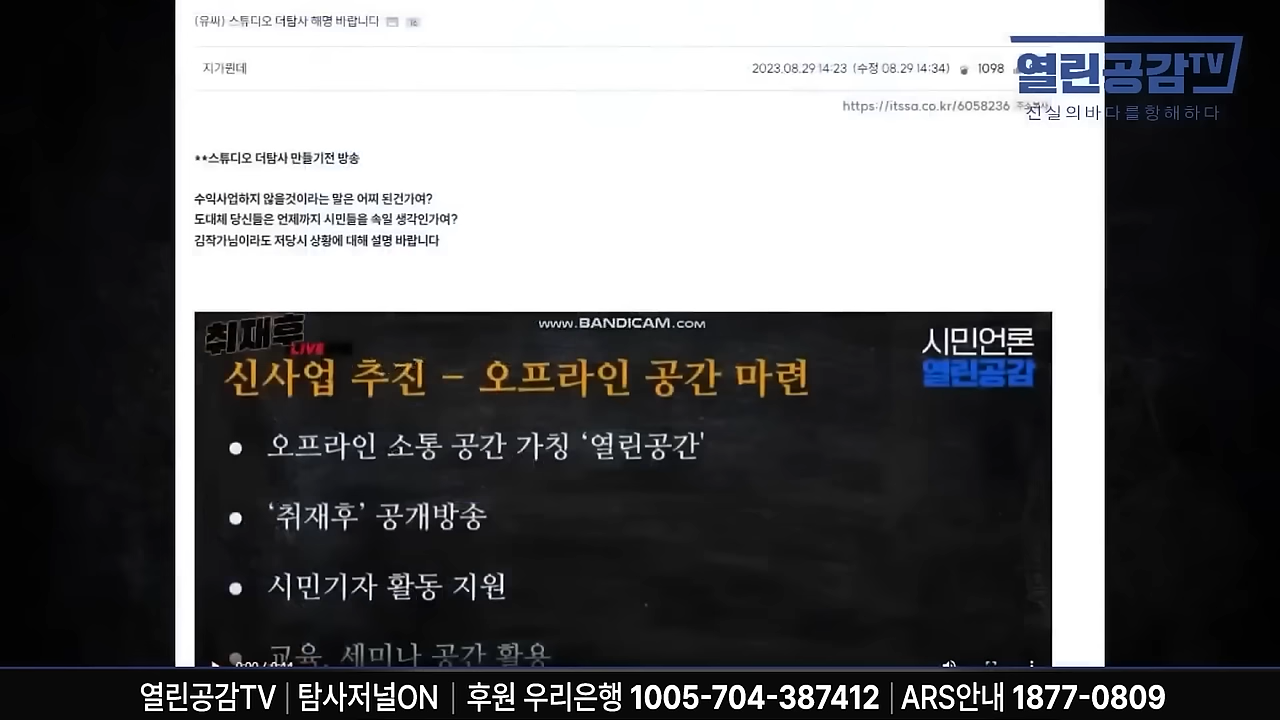 (유씨) 스튜디오 더탐사 해명 바랍니다 16
지가뭔데
2023.08.29 14:23 (수정 08.29 14:34) 1098
https://itssa.co.kr/6058236
열린공감TV
진실의바다를항해하다
**스튜디오 더탐사 만들기전 방송
수익사업하지 않을것이라는 말은 어찌 된건가여?
도대체 당신들은 언제까지 시민들을 속일 생각인가여?
김작가님이라도 저당시 상황에 대해 설명 바랍니다
취재후
LIVE
www.BANDICAM.com
시민언론
열린공감
신사업 추진 - 오프라인 공간 마련
● 오프라인 소통 공간 가칭 ‘열린공간'
● ‘취재후’ 공개방송
● 시민기자 활동 지원
● 교육, 세미나 공간 활용
열린공감TV | 탐사저널ON | 후원 우리은행 1005-704-387412 | ARS안내 1877-0809